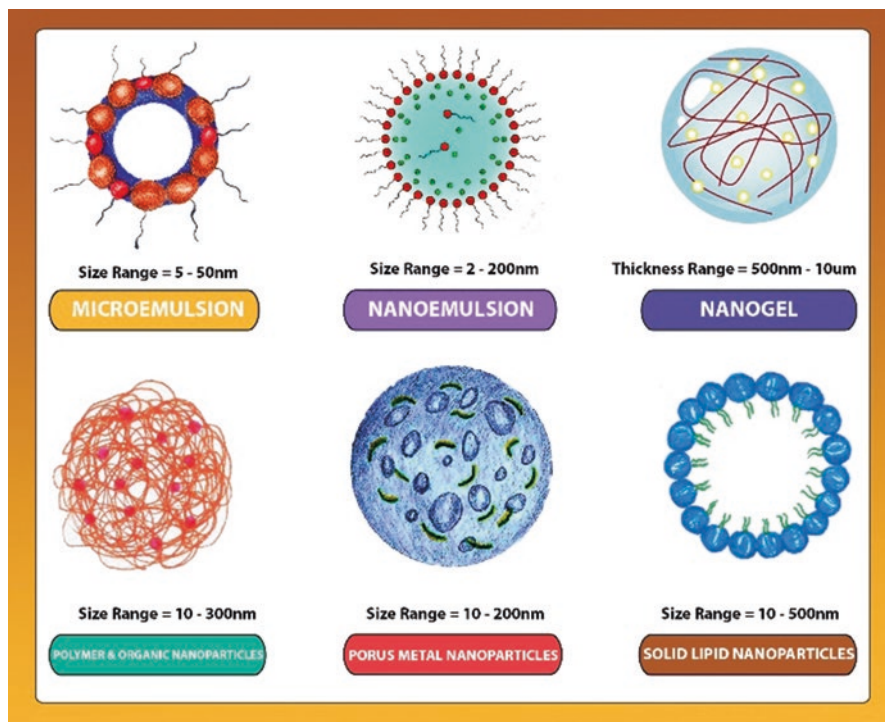 Size Range = 5 - 50nm
MICROEMULSION
Size Range = 2 - 200nm
NANOEMULSION
Thickness Range = 500nm - 10um
NANOGEL
Size Range = 10 - 300nm
POLYMER & ORGANIC NANOPARTICLES
Size Range = 10 - 200nm
PORUS METAL NANOPARTICLES
Size Range = 10 - 500nm
SOLID LIPID NANOPARTICLES